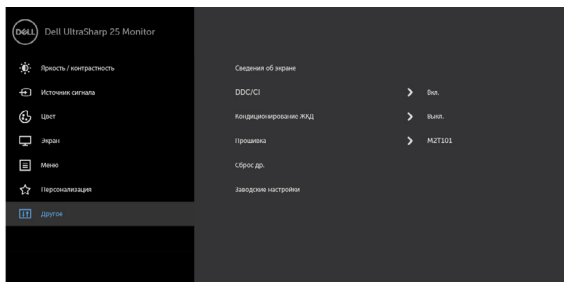 DELL Dell UltraSharp 25 Monitor
Яркость / контрастность
Источник сигнала
Цвет
Экран
Меню
Персонализация
Другое
Сведения об экране
DDC/CI Вкл.
Кондиционирование ЖКД Выкл.
Прошивка M2T101
Сброс др.
Заводские настройки